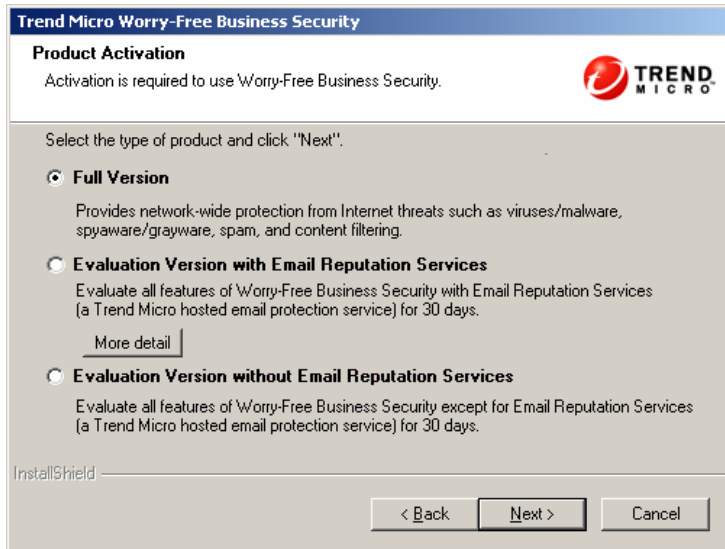 Trend Micro Worry-Free Business Security
Product Activation
Activation is required to use Worry-Free Business Security.
TREND
MICRO™
Select the type of product and click "Next".
Full Version
Provides network-wide protection from Internet threats such as viruses/malware,
spyaware/grayware, spam, and content filtering.
Evaluation Version with Email Reputation Services
Evaluate all features of Worry-Free Business Security with Email Reputation Services
(a Trend Micro hosted email protection service) for 30 days.
More detail
Evaluation Version without Email Reputation Services
Evaluate all features of Worry-Free Business Security except for Email Reputation Services
(a Trend Micro hosted email protection service) for 30 days.
InstallShield
< Back
Next >
Cancel